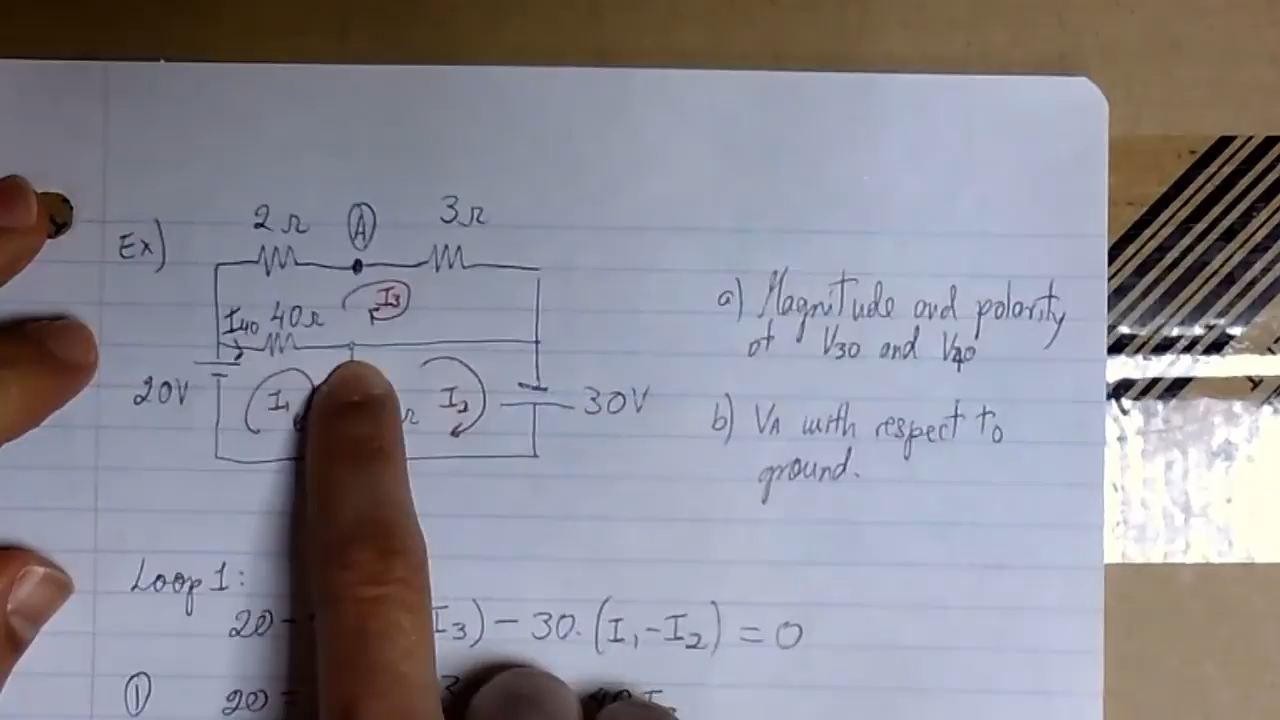 Ex)
2Ω Ⓐ 3Ω
I₃
I₄₀ 40Ω
20V I₁ Ω I₂ 30V
a) Magnitude and polarity
of V30 and V40
b) VA with respect to
ground.
Loop 1:
20 - I₃) - 30. (I₁-I₂) = 0
① 20 =